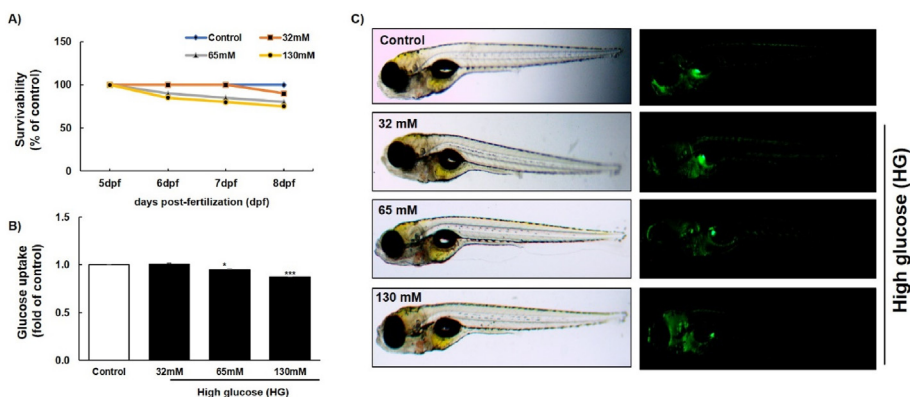 A)
Control
32mM
65mM
130mM
150
100
50
0
Survivability
(% of control)
5dpf
6dpf
7dpf
8dpf
days post-fertilization (dpf)
B)
1.5
1.0
0.5
0.0
Glucose uptake
(fold of control)
*
***
Control
32mM
65mM
130mM
High glucose (HG)
C)
Control
32 mM
65 mM
130 mM
High glucose (HG)